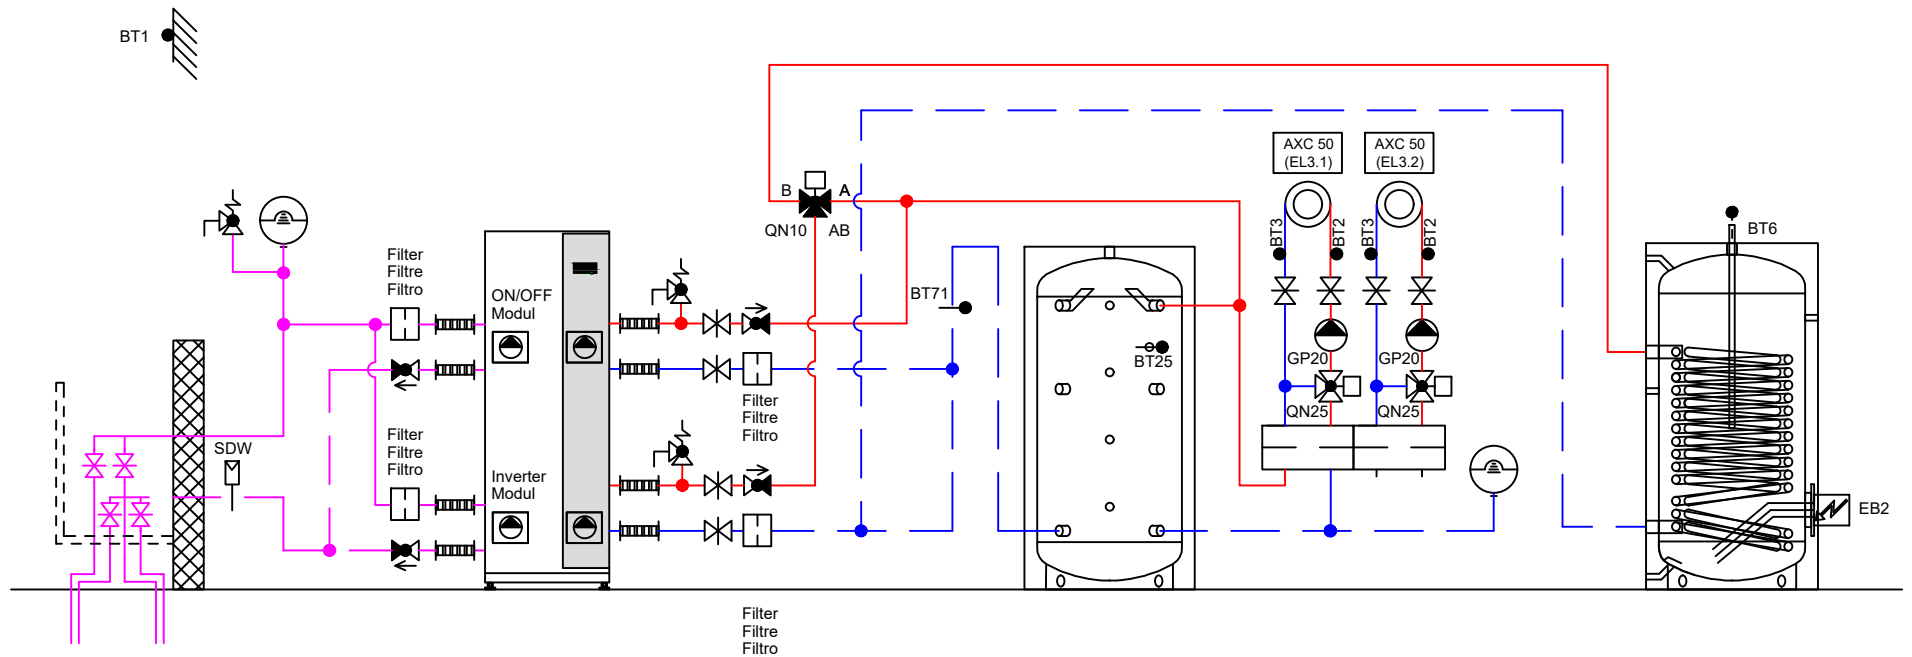 BT1
AXC 50
(EL3.1)
AXC 50
(EL3.2)
B
A
QN10
AB
BT3
BT2
BT3
BT2
BT6
Filter
Filtre
Filtro
ON/OFF
Modul
BT71
BT25
GP20
GP20
Filter
Filtre
Filtro
QN25
QN25
SDW
Filter
Filtre
Filtro
Inverter
Modul
EB2
Filter
Filtre
Filtro